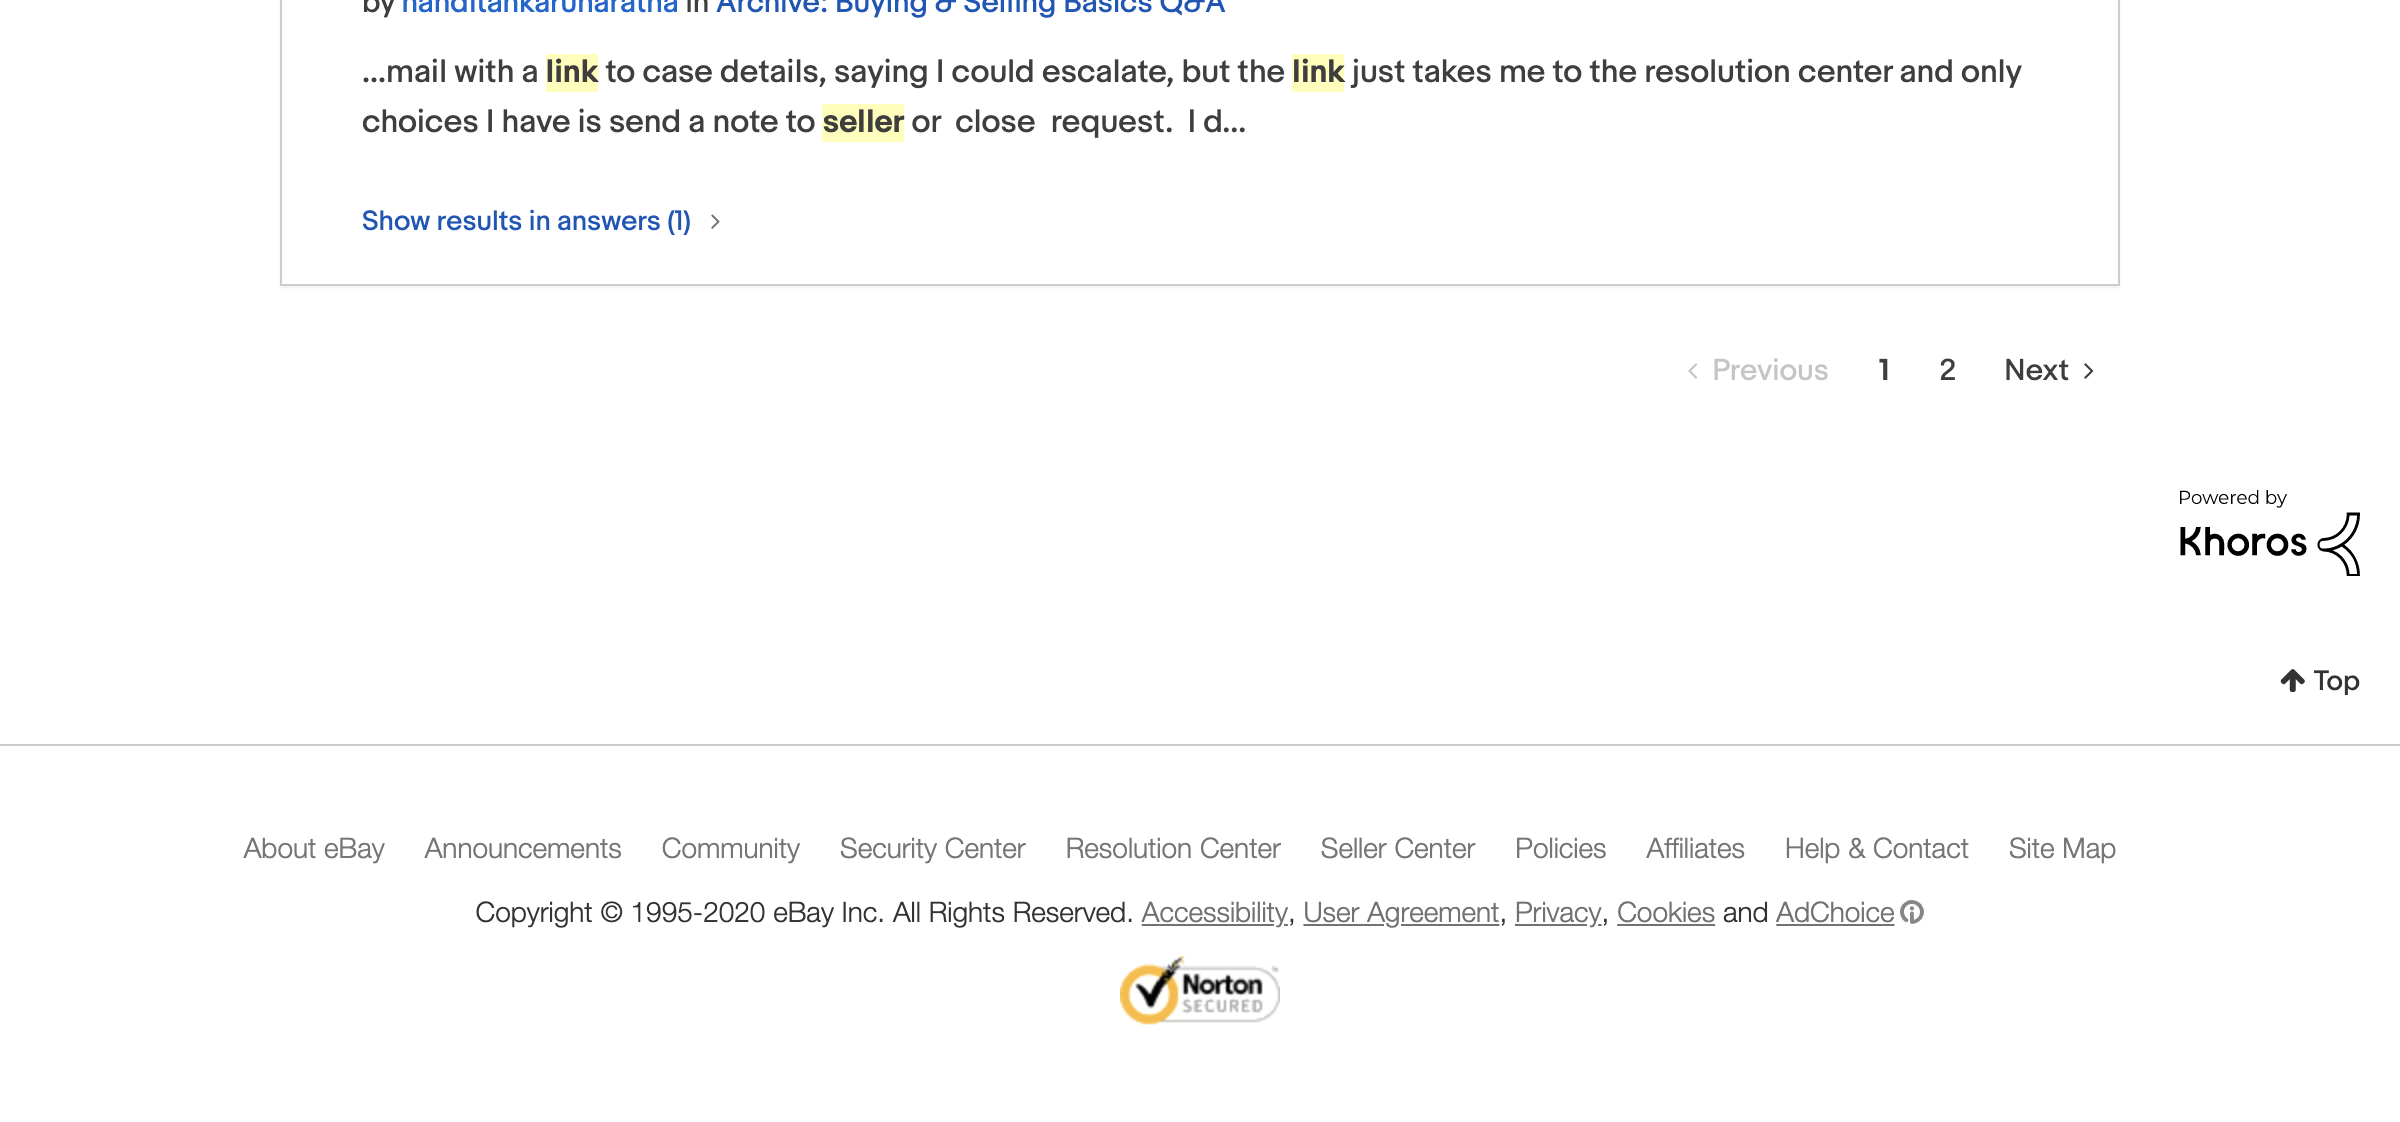 by nanditankarunaratna in Archive: Buying & Selling Basics Q&A
...mail with a link to case details, saying I could escalate, but the link just takes me to the resolution center and only
choices I have is send a note to seller or close request. I d...
Show results in answers (1)
Previous 1 2 Next
Powered by
Khoros
Top
About eBay Announcements Community Security Center Resolution Center Seller Center Policies Affiliates Help & Contact Site Map
Copyright © 1995-2020 eBay Inc. All Rights Reserved. Accessibility, User Agreement, Privacy, Cookies and AdChoice
Norton
SECURED